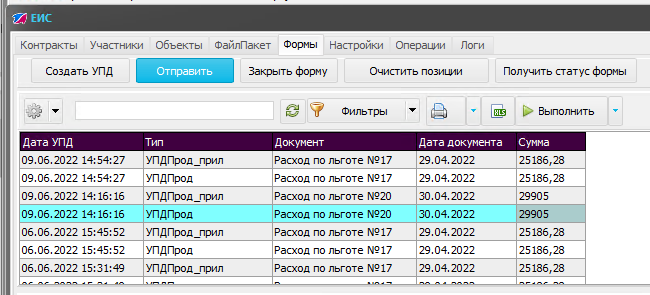 ЕИС
Контракты Участники Объекты ФайлПакет Формы Настройки Операции Логи
Создать УПД Отправить Закрыть форму Очистить позиции Получить статус формы
Фильтры XLS Выполнить
Дата УПД Тип Документ Дата документа Сумма
09.06.2022 14:54:27 УПДПрод_прил Расход по льготе №17 29.04.2022 25186,28
09.06.2022 14:54:27 УПДПрод Расход по льготе №17 29.04.2022 25186,28
09.06.2022 14:16:16 УПДПрод_прил Расход по льготе №20 30.04.2022 29905
09.06.2022 14:16:16 УПДПрод Расход по льготе №20 30.04.2022 29905
06.06.2022 15:45:52 УПДПрод_прил Расход по льготе №17 29.04.2022 25186,28
06.06.2022 15:45:52 УПДПрод Расход по льготе №17 29.04.2022 25186,28
06.06.2022 15:31:49 УПДПрод_прил Расход по льготе №17 29.04.2022 25186,28